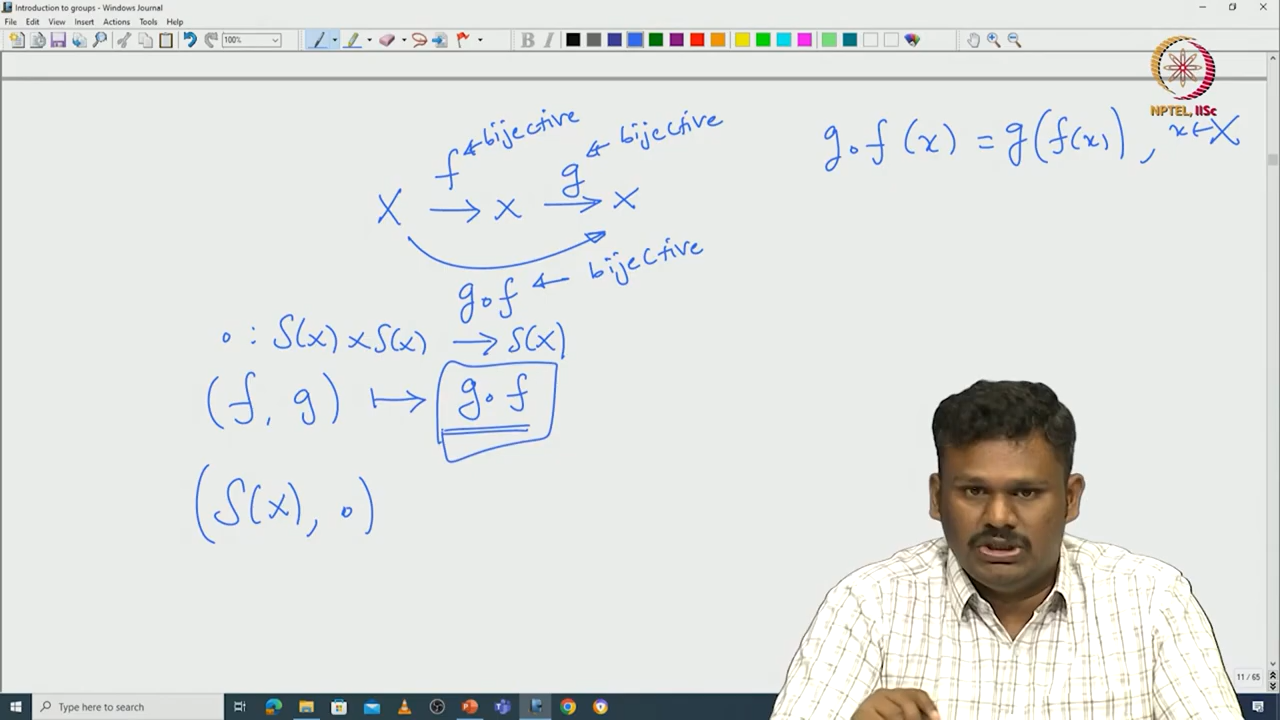 Introduction to groups - Windows Journal
File Edit View Insert Actions Tools Help
100% B I
NPTEL, IISc
f ← bijective g ← bijective
X → X → X
g∘f ← bijective
g∘f (x) = g(f(x)), x∈X
∘ : S(X) × S(X) → S(X)
(f, g) ↦ g∘f
(S(X), ∘)
11 / 65
Type here to search